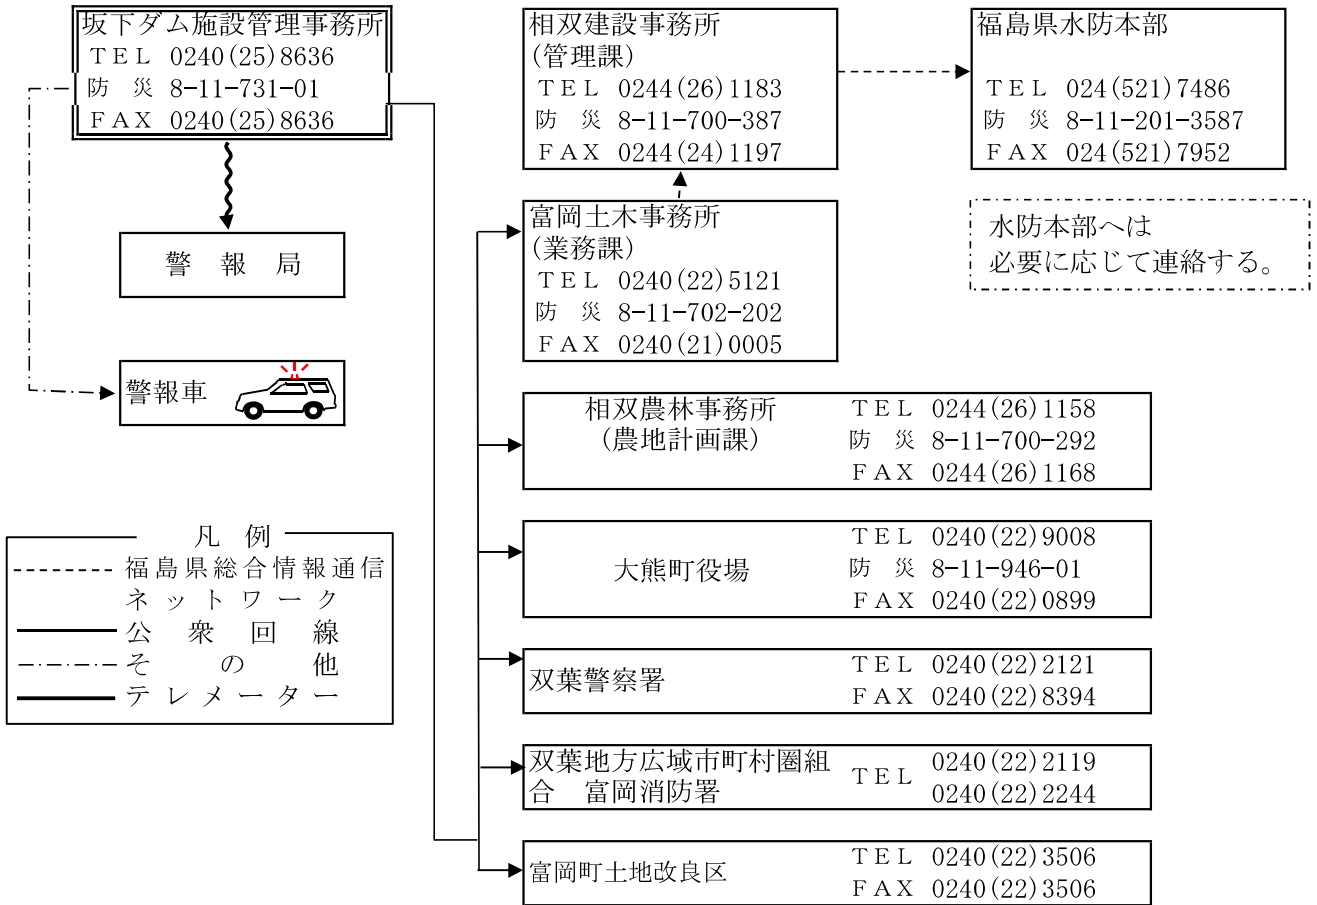 坂下ダム施設管理事務所
ＴＥＬ 0240(25)8636
防　災 8-11-731-01
ＦＡＸ 0240(25)8636
警　報　局
警報車
相双建設事務所
(管理課)
ＴＥＬ 0244(26)1183
防　災 8-11-700-387
ＦＡＸ 0244(24)1197
福島県水防本部
ＴＥＬ 024(521)7486
防　災 8-11-201-3587
ＦＡＸ 024(521)7952
富岡土木事務所
(業務課)
ＴＥＬ 0240(22)5121
防　災 8-11-702-202
ＦＡＸ 0240(21)0005
水防本部へは
必要に応じて連絡する。
相双農林事務所
(農地計画課)
ＴＥＬ 0244(26)1158
防　災 8-11-700-292
ＦＡＸ 0244(26)1168
大熊町役場
ＴＥＬ 0240(22)9008
防　災 8-11-946-01
ＦＡＸ 0240(22)0899
双葉警察署
ＴＥＬ 0240(22)2121
ＦＡＸ 0240(22)8394
双葉地方広域市町村圏組
合　富岡消防署
ＴＥＬ 0240(22)2119
0240(22)2244
富岡町土地改良区
ＴＥＬ 0240(22)3506
ＦＡＸ 0240(22)3506
凡　例
福島県総合情報通信
ネットワーク
公　衆　回　線
そ　の　他
テレメーター